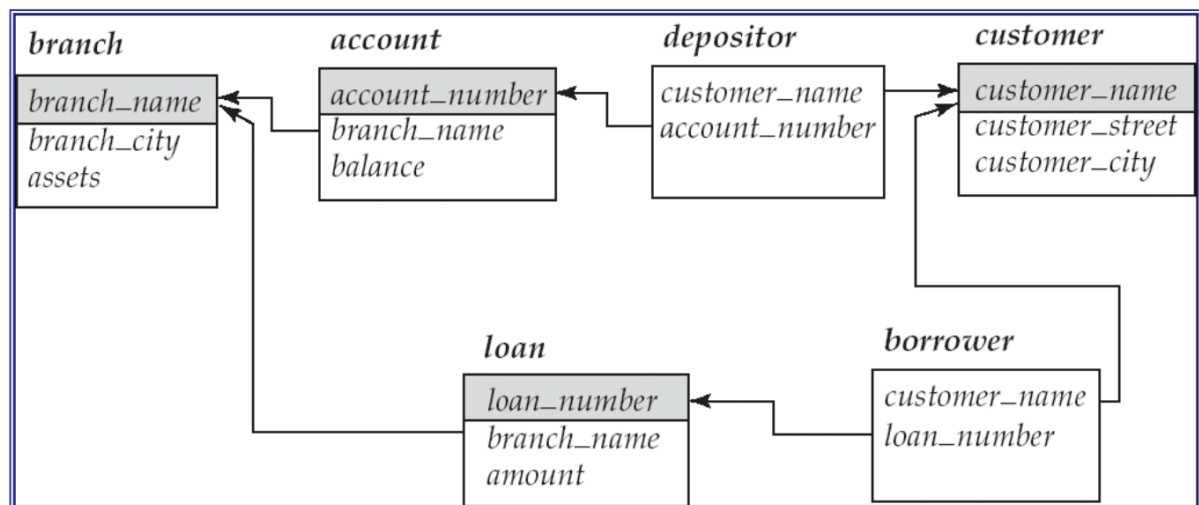 branch
branch_name
branch_city
assets
account
account_number
branch_name
balance
depositor
customer_name
account_number
customer
customer_name
customer_street
customer_city
loan
loan_number
branch_name
amount
borrower
customer_name
loan_number